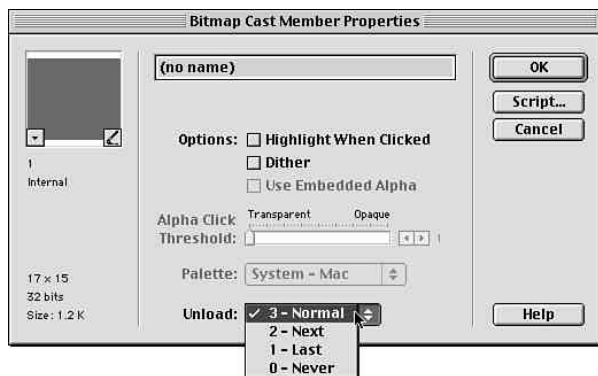 Bitmap Cast Member Properties
(no name)
OK
Script...
Cancel
1
Internal
Options: Highlight When Clicked
Dither
Use Embedded Alpha
Alpha Click Threshold:
Transparent Opaque
17 x 15
32 bits
Size: 1.2 K
Palette: System - Mac
Unload: ✓ 3 - Normal
2 - Next
1 - Last
0 - Never
Help